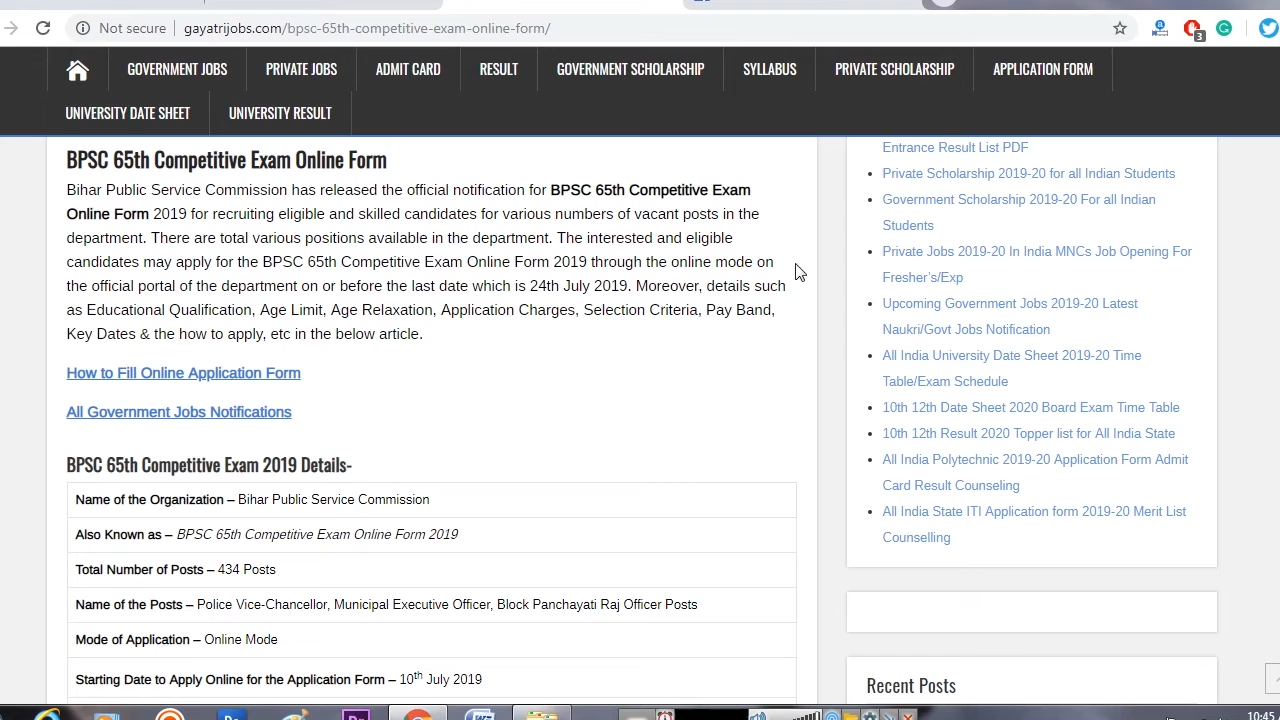 Not secure
gayatrijobs.com/bpsc-65th-competitive-exam-online-form/
3
GOVERNMENT JOBS
PRIVATE JOBS
ADMIT CARD
RESULT
GOVERNMENT SCHOLARSHIP
SYLLABUS
PRIVATE SCHOLARSHIP
APPLICATION FORM
UNIVERSITY DATE SHEET
UNIVERSITY RESULT
BPSC 65th Competitive Exam Online Form
Bihar Public Service Commission has released the official notification for BPSC 65th Competitive Exam
Online Form 2019 for recruiting eligible and skilled candidates for various numbers of vacant posts in the
department. There are total various positions available in the department. The interested and eligible
candidates may apply for the BPSC 65th Competitive Exam Online Form 2019 through the online mode on
the official portal of the department on or before the last date which is 24th July 2019. Moreover, details such
as Educational Qualification, Age Limit, Age Relaxation, Application Charges, Selection Criteria, Pay Band,
Key Dates & the how to apply, etc in the below article.
How to Fill Online Application Form
All Government Jobs Notifications
BPSC 65th Competitive Exam 2019 Details-
Name of the Organization – Bihar Public Service Commission
Also Known as – BPSC 65th Competitive Exam Online Form 2019
Total Number of Posts – 434 Posts
Name of the Posts – Police Vice-Chancellor, Municipal Executive Officer, Block Panchayati Raj Officer Posts
Mode of Application – Online Mode
Starting Date to Apply Online for the Application Form – 10th July 2019
Entrance Result List PDF
Private Scholarship 2019-20 for all Indian Students
Government Scholarship 2019-20 For all Indian
Students
Private Jobs 2019-20 In India MNCs Job Opening For
Fresher's/Exp
Upcoming Government Jobs 2019-20 Latest
Naukri/Govt Jobs Notification
All India University Date Sheet 2019-20 Time
Table/Exam Schedule
10th 12th Date Sheet 2020 Board Exam Time Table
10th 12th Result 2020 Topper list for All India State
All India Polytechnic 2019-20 Application Form Admit
Card Result Counseling
All India State ITI Application form 2019-20 Merit List
Counselling
Recent Posts
10:45